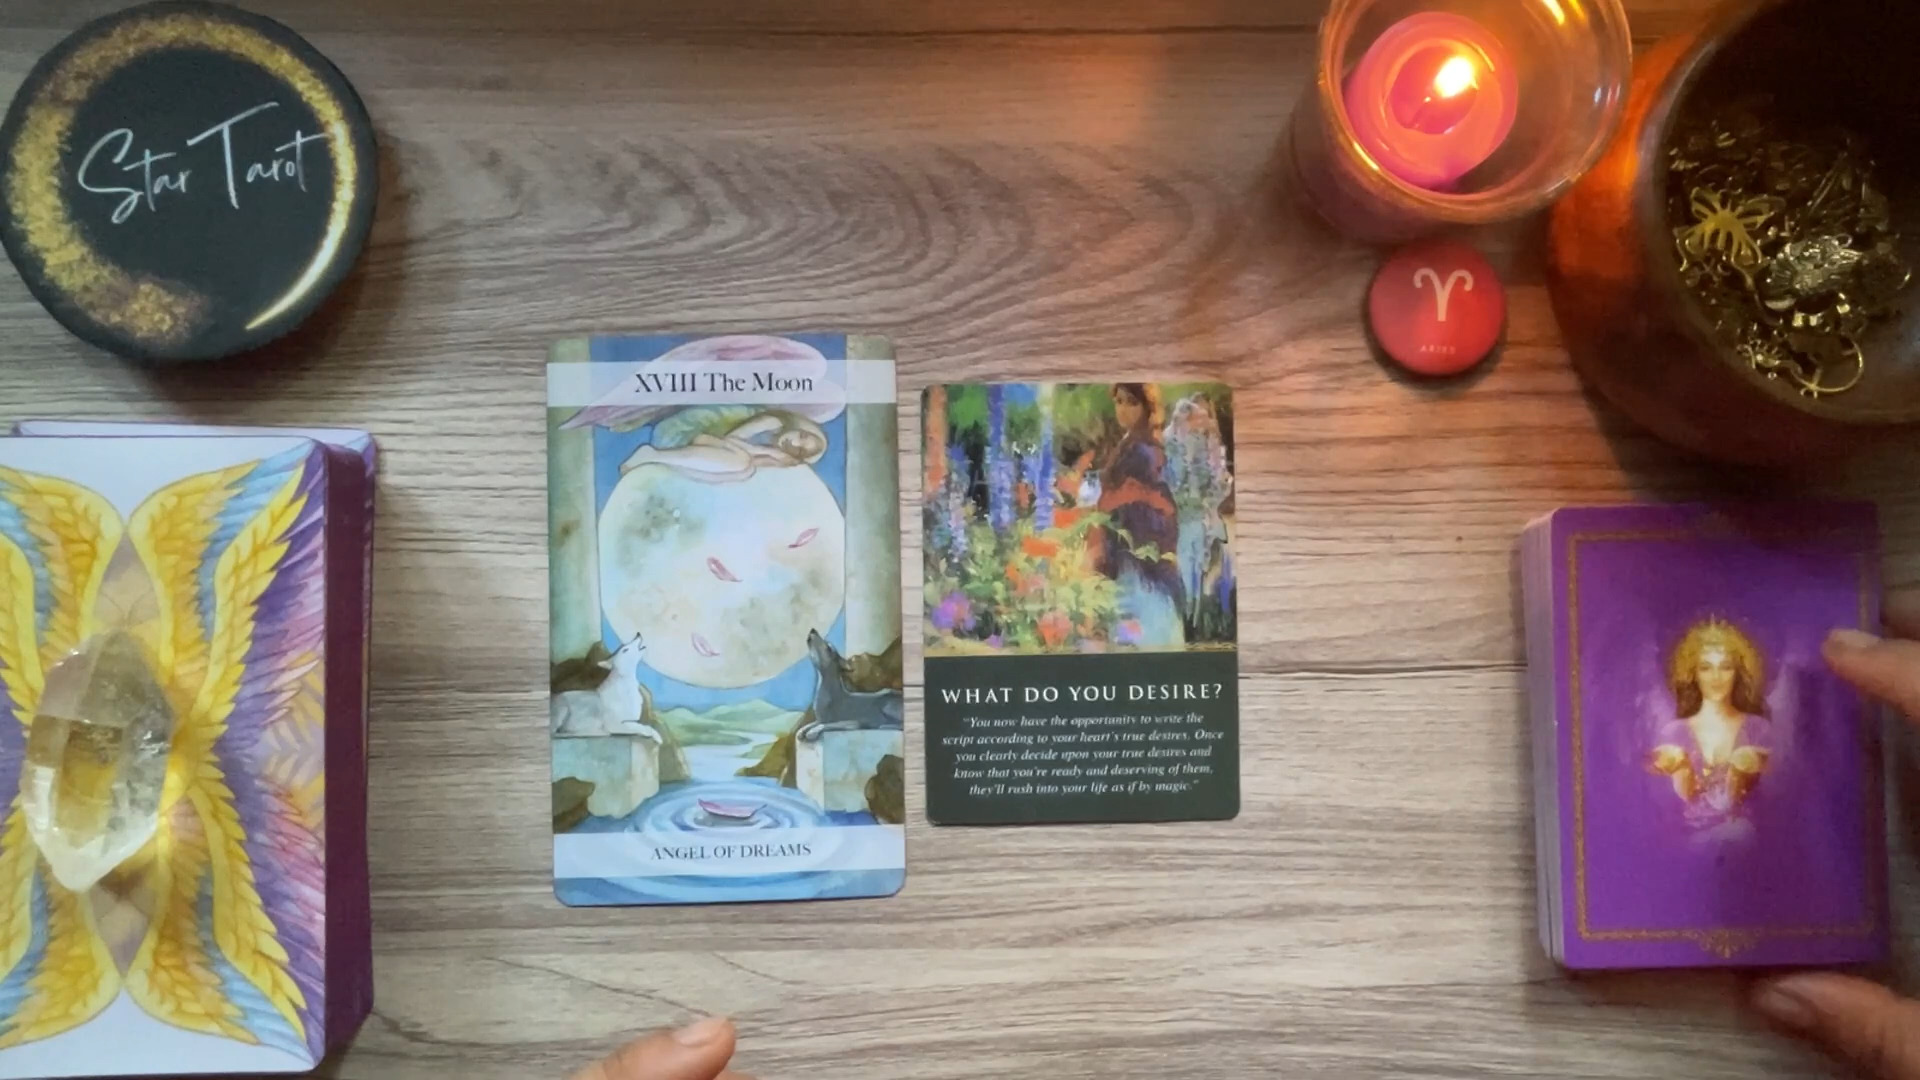 Star Tarot
XVIII The Moon
ANGEL OF DREAMS
WHAT DO YOU DESIRE?
"You now have the opportunity to write the
script according to your heart's true desires. Once
you clearly decide upon your true desires and
know that you're ready and deserving of them,
they'll rush into your life as if by magic."
ARIES